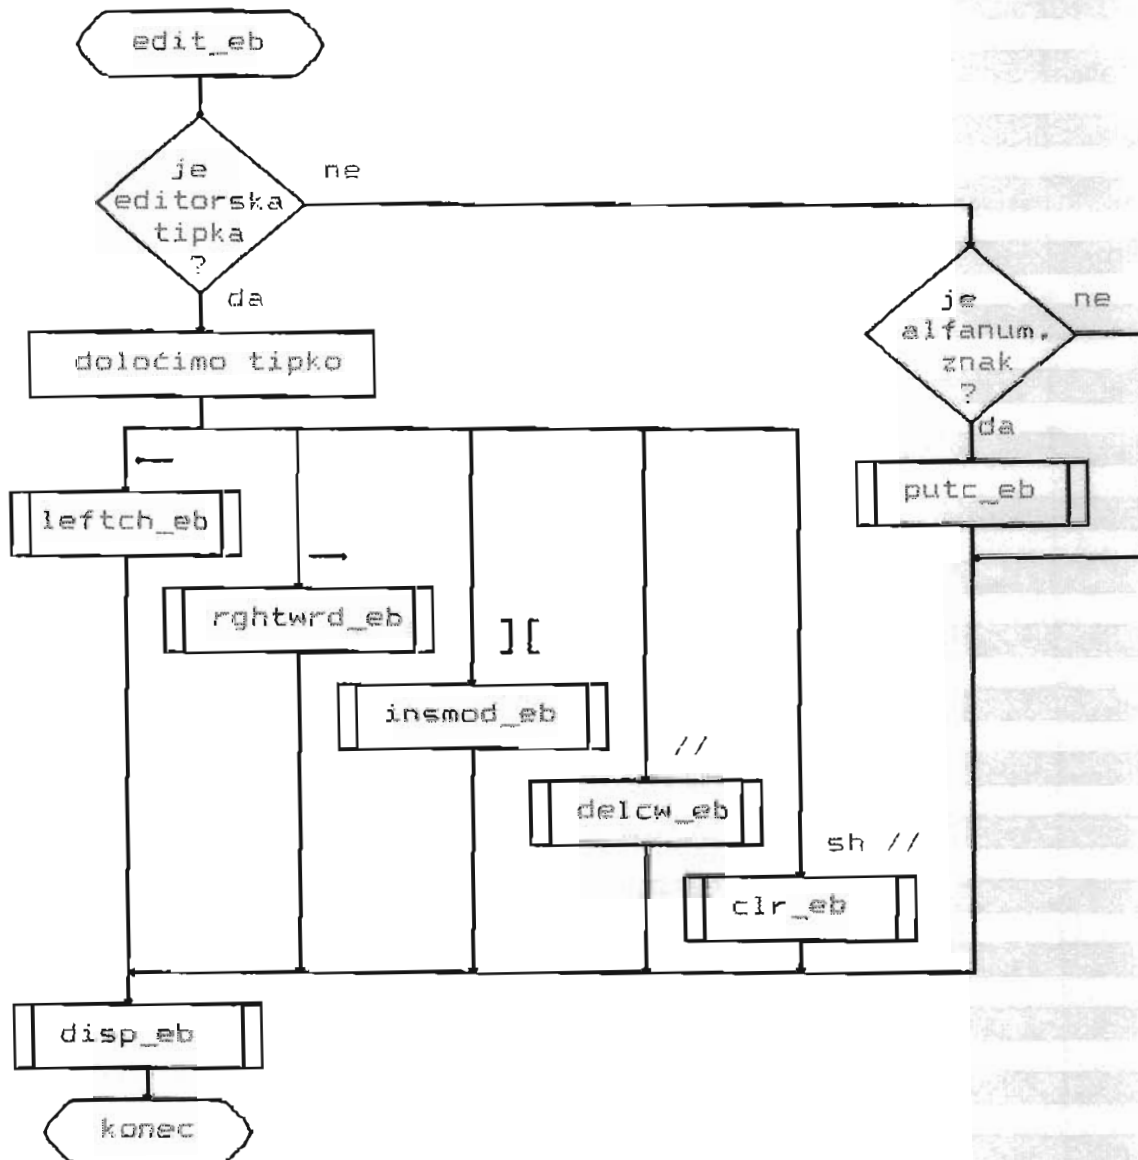 edit_eb
je
editorska
tipka
?
ne
da
določimo tipko
je
alfanum.
znak
?
ne
da
putc_eb
leftch_eb
rghtwrd_eb
][
insmod_eb
//
delcw_eb
sh //
clr_eb
disp_eb
konec